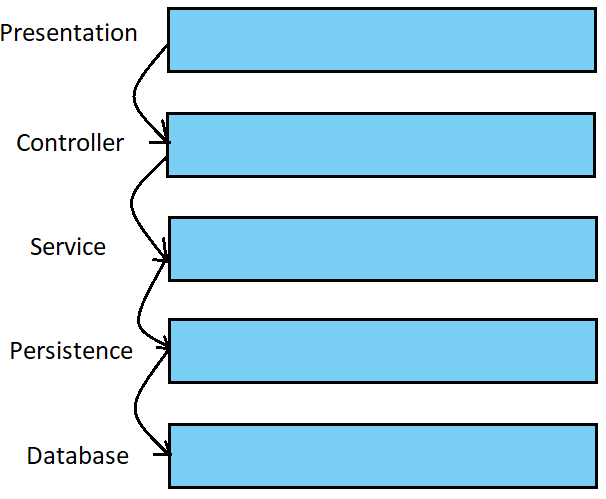 Presentation
Controller
Service
Persistence
Database